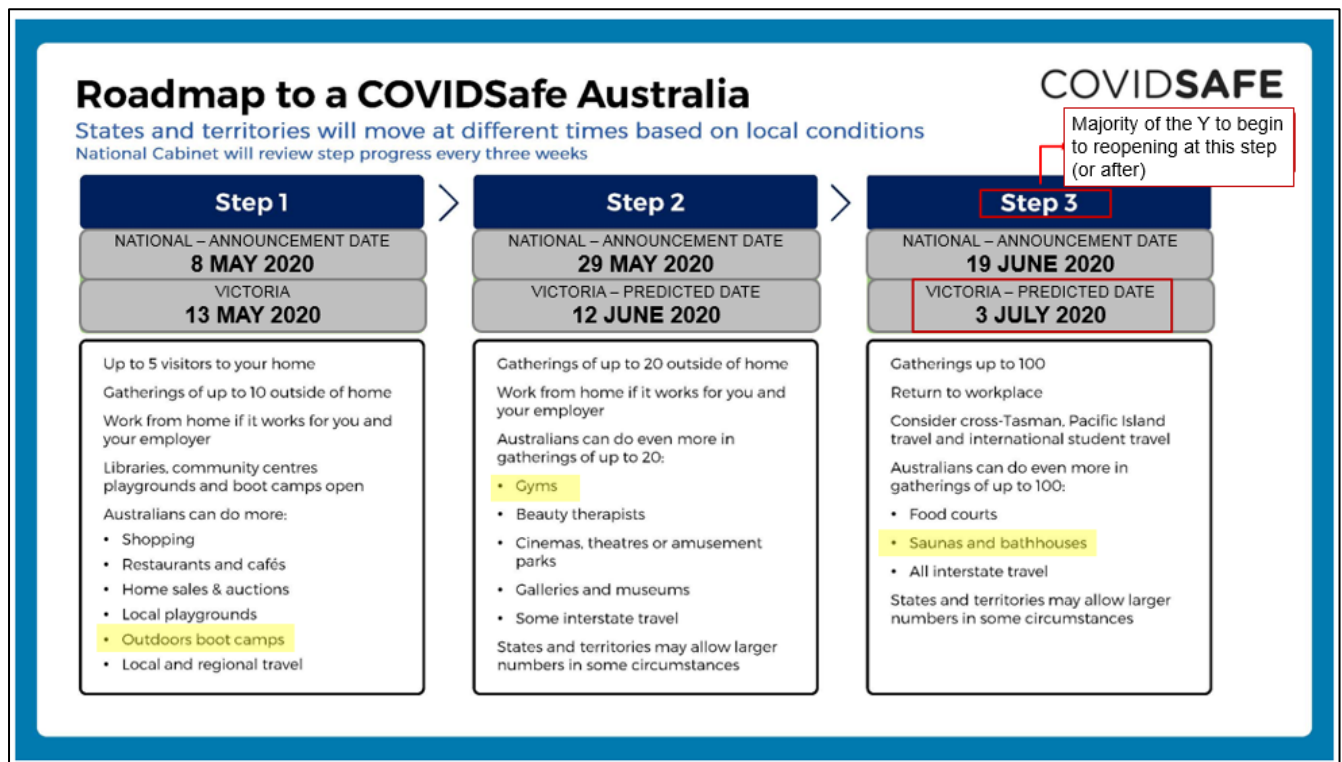 Roadmap to a COVIDSafe Australia
COVIDSAFE
States and territories will move at different times based on local conditions
National Cabinet will review step progress every three weeks
Majority of the Y to begin
to reopening at this step
(or after)
Step 1
NATIONAL – ANNOUNCEMENT DATE
8 MAY 2020
VICTORIA
13 MAY 2020
Up to 5 visitors to your home
Gatherings of up to 10 outside of home
Work from home if it works for you and
your employer
Libraries, community centres
playgrounds and boot camps open
Australians can do more:
• Shopping
• Restaurants and cafés
• Home sales & auctions
• Local playgrounds
• Outdoors boot camps
• Local and regional travel
Step 2
NATIONAL – ANNOUNCEMENT DATE
29 MAY 2020
VICTORIA – PREDICTED DATE
12 JUNE 2020
Gatherings of up to 20 outside of home
Work from home if it works for you and
your employer
Australians can do even more in
gatherings of up to 20:
• Gyms
• Beauty therapists
• Cinemas, theatres or amusement
parks
• Galleries and museums
• Some interstate travel
States and territories may allow larger
numbers in some circumstances
Step 3
NATIONAL – ANNOUNCEMENT DATE
19 JUNE 2020
VICTORIA – PREDICTED DATE
3 JULY 2020
Gatherings up to 100
Return to workplace
Consider cross-Tasman, Pacific Island
travel and international student travel
Australians can do even more in
gatherings of up to 100:
• Food courts
• Saunas and bathhouses
• All interstate travel
States and territories may allow larger
numbers in some circumstances